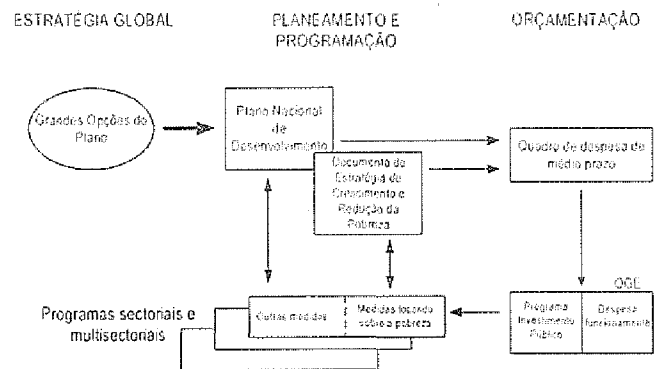 ESTRATÉGIA GLOBAL
PLANEAMENTO E
PROGRAMAÇÃO
ORÇAMENTAÇÃO
Grandes Opções do
Plano
Plano Nacional
de
Desenvolvimento
Documento de
Estratégia de
Crescimento e
Redução da
Pobreza
Quadro de despesa de
médio prazo
OGE
Programa
Investimento
Público
Despesa
funcionamento
Programas sectoriais e
multisectoriais
Outras medidas
Medidas focando
sobre a pobreza